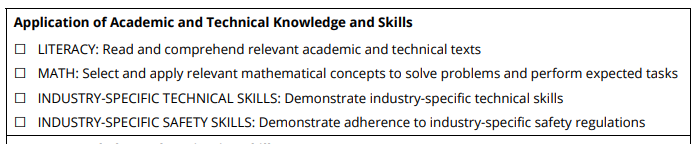 Application of Academic and Technical Knowledge and Skills
☐ LITERACY: Read and comprehend relevant academic and technical texts
☐ MATH: Select and apply relevant mathematical concepts to solve problems and perform expected tasks
☐ INDUSTRY-SPECIFIC TECHNICAL SKILLS: Demonstrate industry-specific technical skills
☐ INDUSTRY-SPECIFIC SAFETY SKILLS: Demonstrate adherence to industry-specific safety regulations